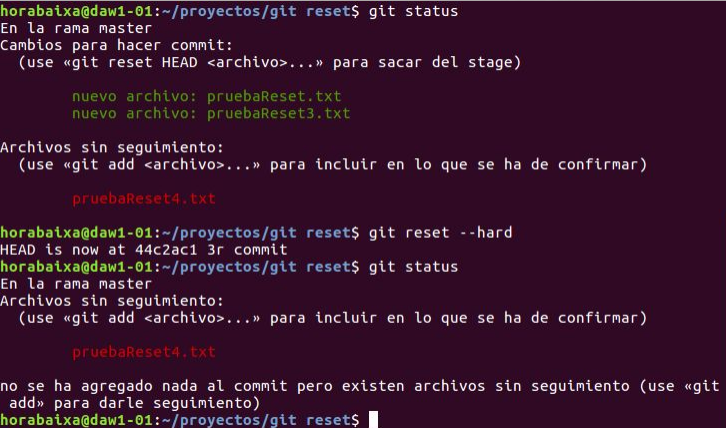 horabaixa@daw1-01:~/proyectos/git reset$ git status
En la rama master
Cambios para hacer commit:
  (use «git reset HEAD <archivo>...» para sacar del stage)
        nuevo archivo: pruebaReset.txt
        nuevo archivo: pruebaReset3.txt
Archivos sin seguimiento:
  (use «git add <archivo>...» para incluir en lo que se ha de confirmar)
        pruebaReset4.txt
horabaixa@daw1-01:~/proyectos/git reset$ git reset --hard
HEAD is now at 44c2ac1 3r commit
horabaixa@daw1-01:~/proyectos/git reset$ git status
En la rama master
Archivos sin seguimiento:
  (use «git add <archivo>...» para incluir en lo que se ha de confirmar)
        pruebaReset4.txt
no se ha agregado nada al commit pero existen archivos sin seguimiento (use «git
 add» para darle seguimiento)
horabaixa@daw1-01:~/proyectos/git reset$